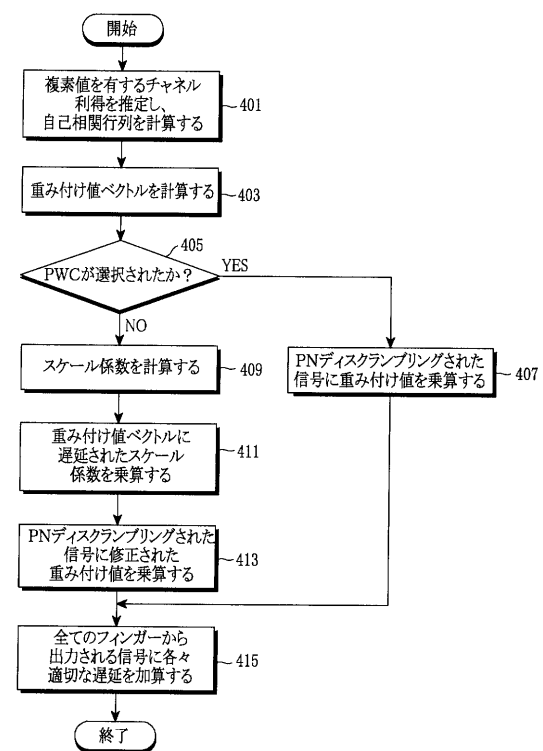 開始
複素値を有するチャネル
利得を推定し、
自己相関行列を計算する
401
重み付け値ベクトルを計算する
403
405
PWCが選択されたか？
YES
NO
スケール係数を計算する
409
PNディスクランブリングされた
信号に重み付け値を乗算する
407
重み付け値ベクトルに
遅延されたスケール
係数を乗算する
411
PNディスクランブリングされた
信号に修正された
重み付け値を乗算する
413
全てのフィンガーから
出力される信号に各々
適切な遅延を加算する
415
終了